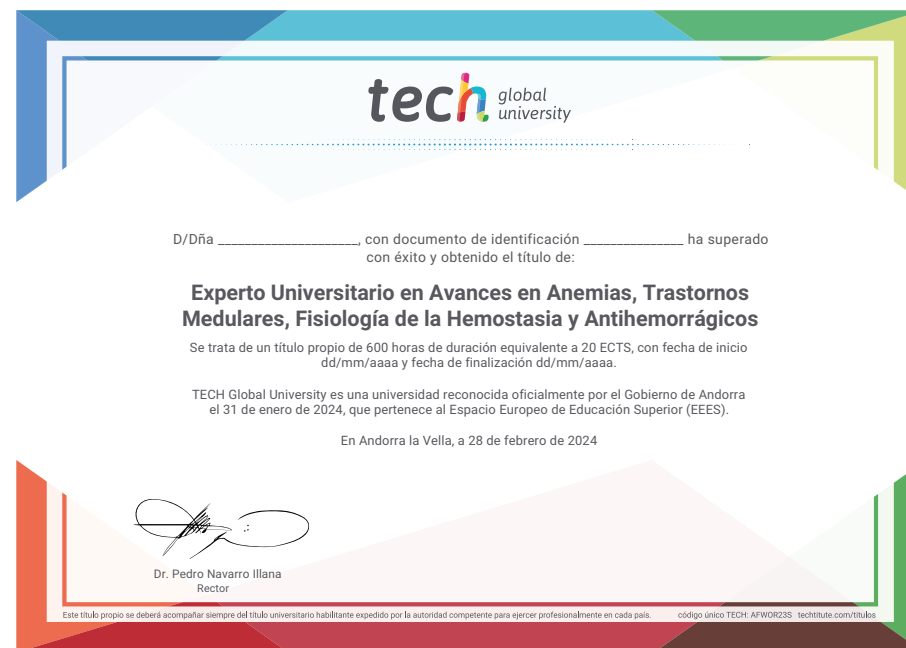 tech global university
D/Dña _____________________, con documento de identificación _______________ ha superado
con éxito y obtenido el título de:
Experto Universitario en Avances en Anemias, Trastornos
Medulares, Fisiología de la Hemostasia y Antihemorrágicos
Se trata de un título propio de 600 horas de duración equivalente a 20 ECTS, con fecha de inicio
dd/mm/aaaa y fecha de finalización dd/mm/aaaa.
TECH Global University es una universidad reconocida oficialmente por el Gobierno de Andorra
el 31 de enero de 2024, que pertenece al Espacio Europeo de Educación Superior (EEES).
En Andorra la Vella, a 28 de febrero de 2024
Dr. Pedro Navarro Illana
Rector
Este título propio se deberá acompañar siempre del título universitario habilitante expedido por la autoridad competente para ejercer profesionalmente en cada país. código único TECH: AFWOR23S techtitute.com/titulos